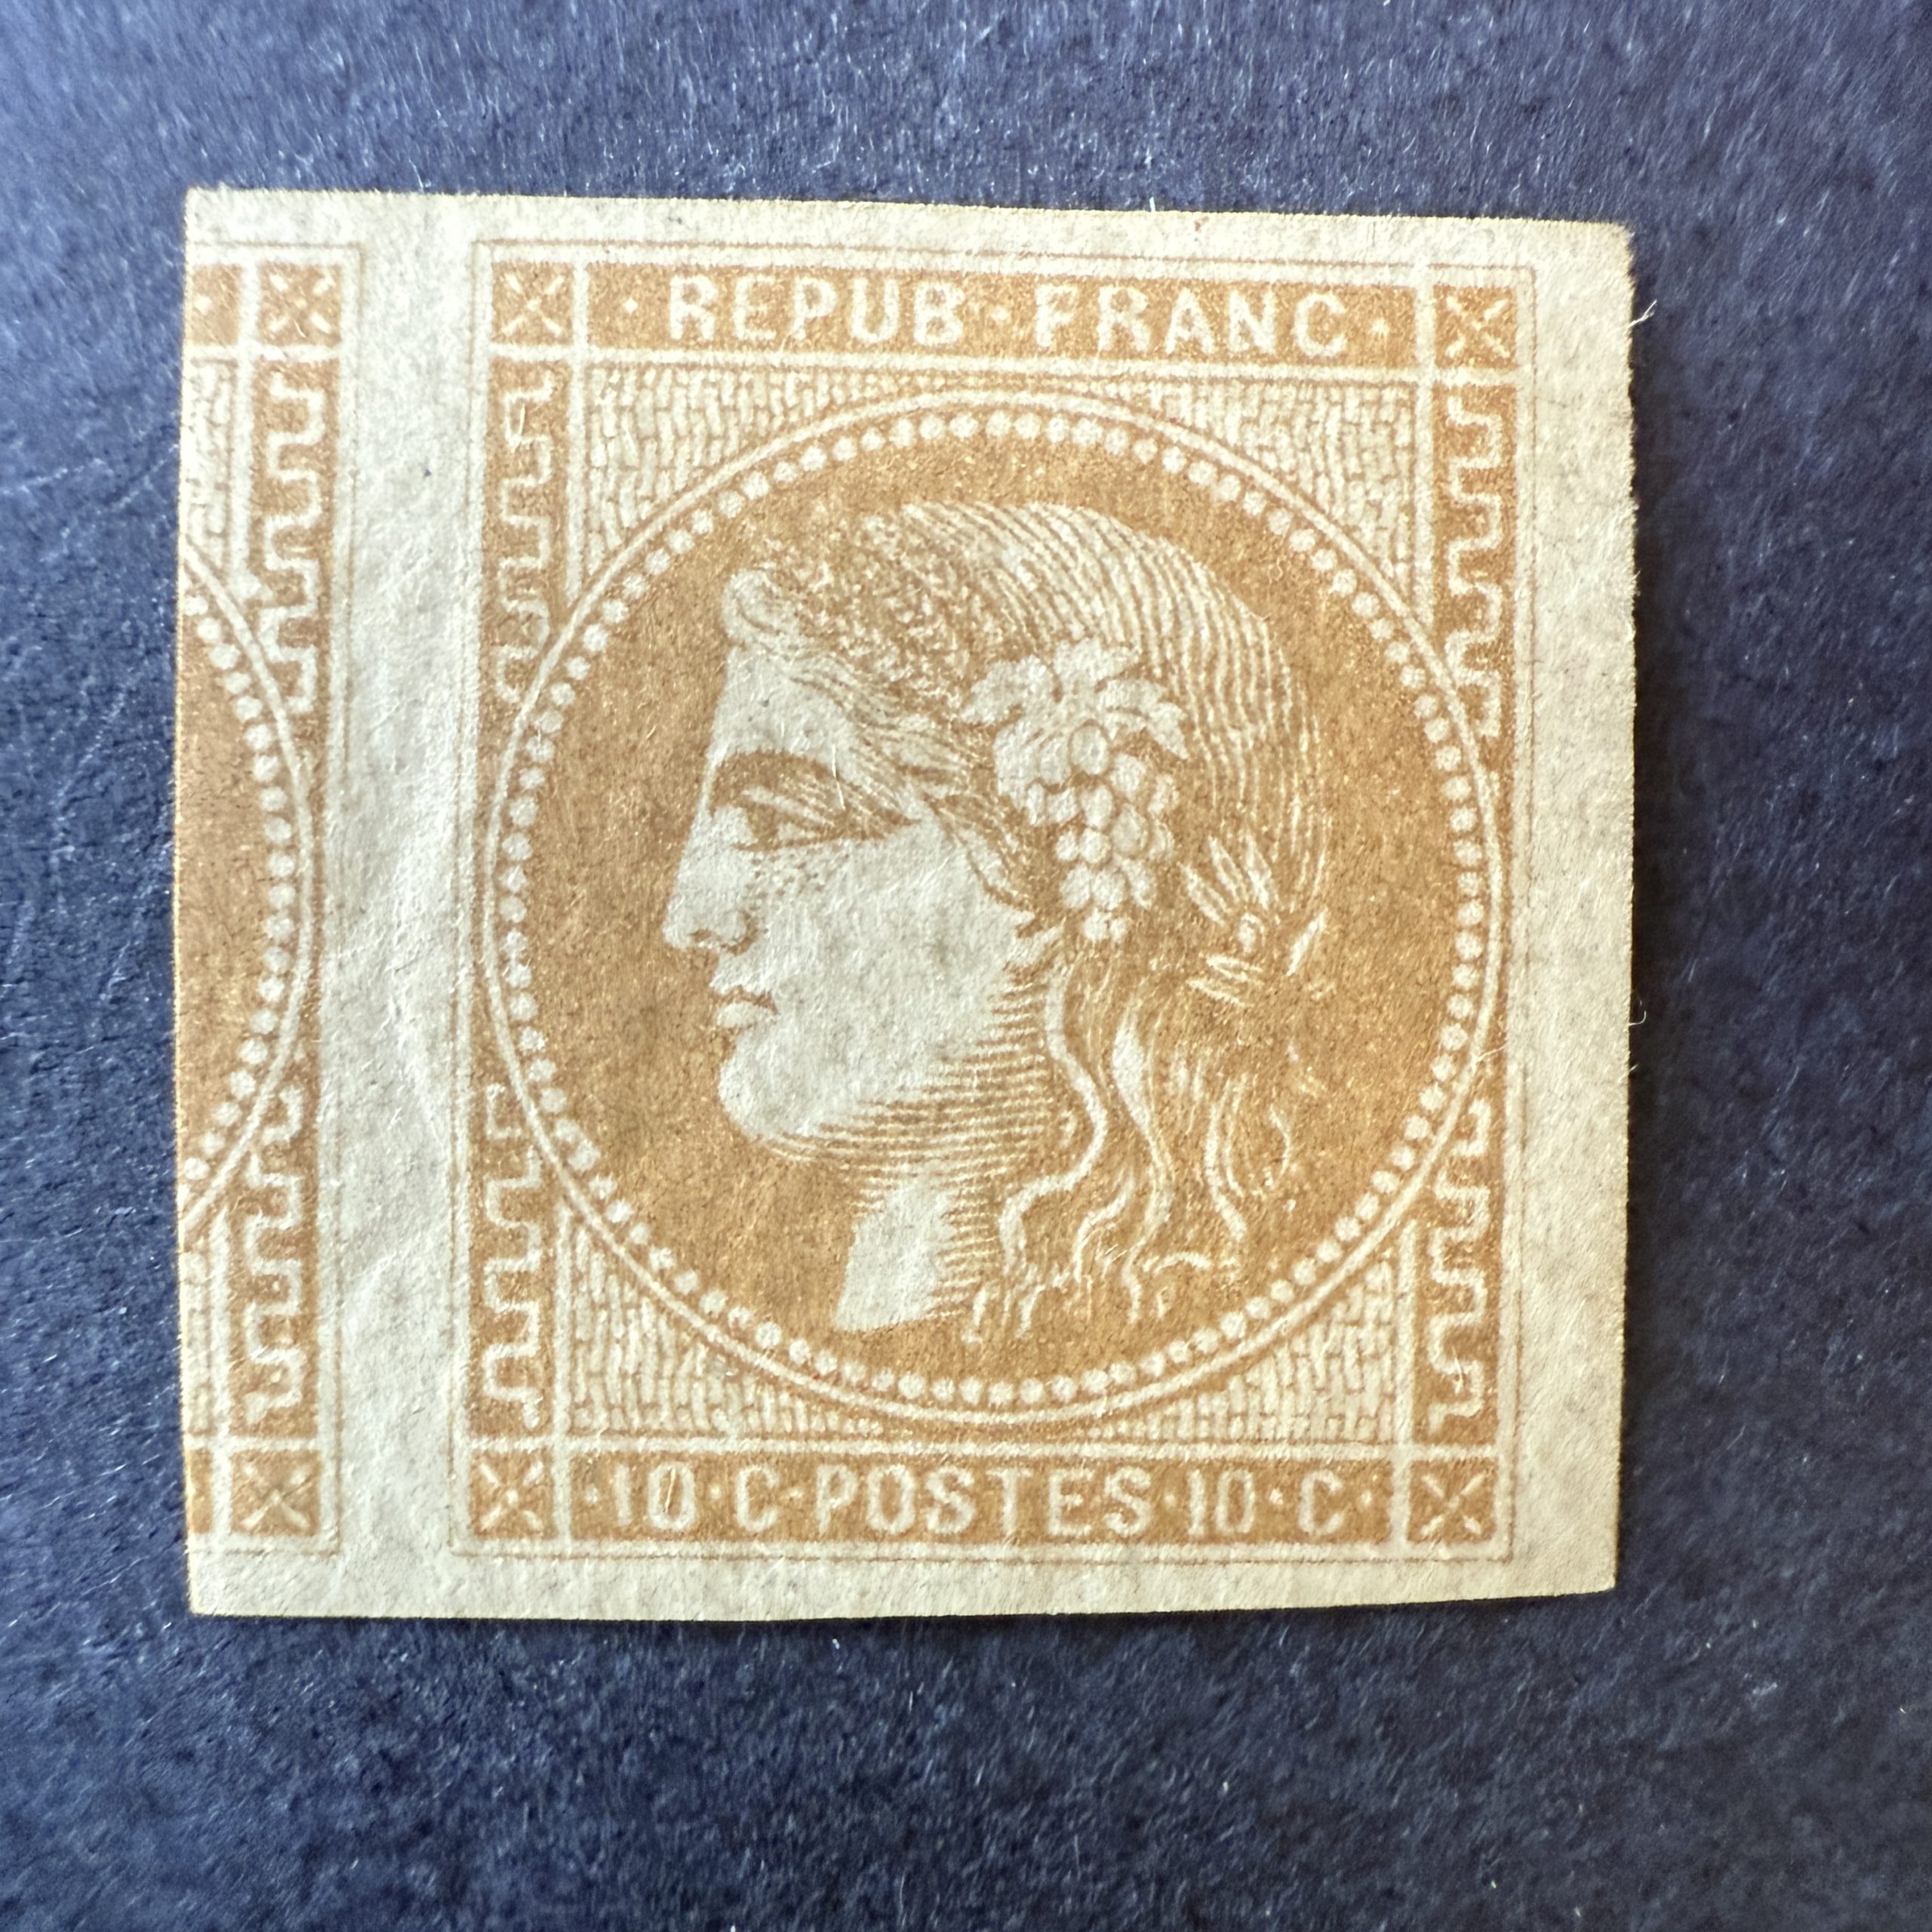 · REPUB · FRANC ·
· 10 · C · POSTES · 10 · C ·